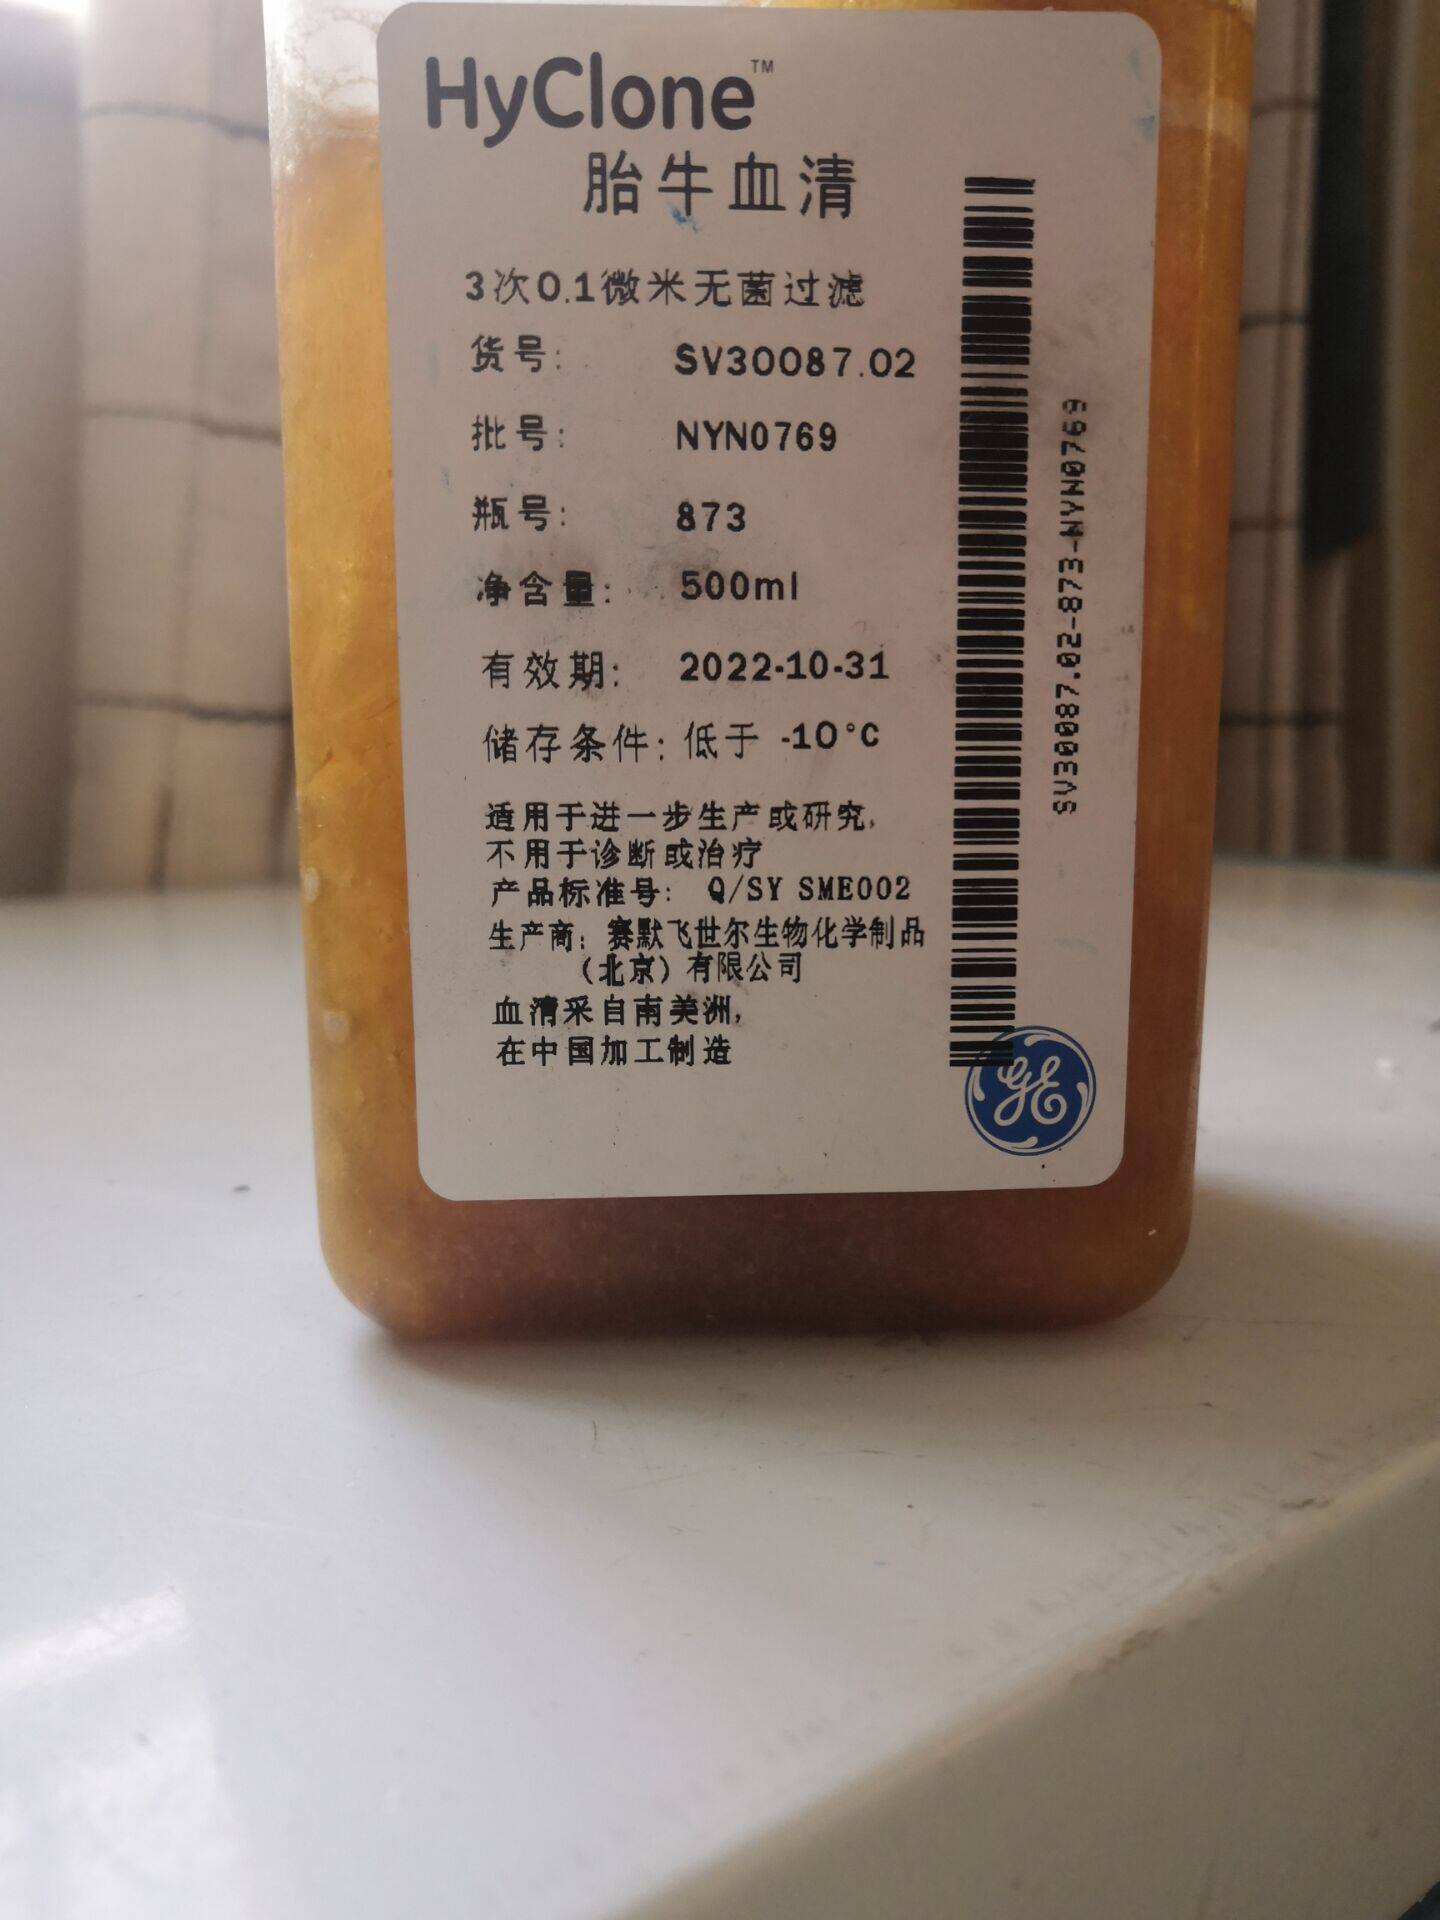 HyClone™
胎牛血清
3次0.1微米无菌过滤
货号: SV30087.02
批号: NYN0769
瓶号: 873
净含量: 500ml
有效期: 2022-10-31
储存条件: 低于 -10°C
适用于进一步生产或研究,
不用于诊断或治疗
产品标准号: Q/SY SME002
生产商: 赛默飞世尔生物化学制品
(北京) 有限公司
血清采自南美洲,
在中国加工制造
SV30087.02-873-NYN0769
GE